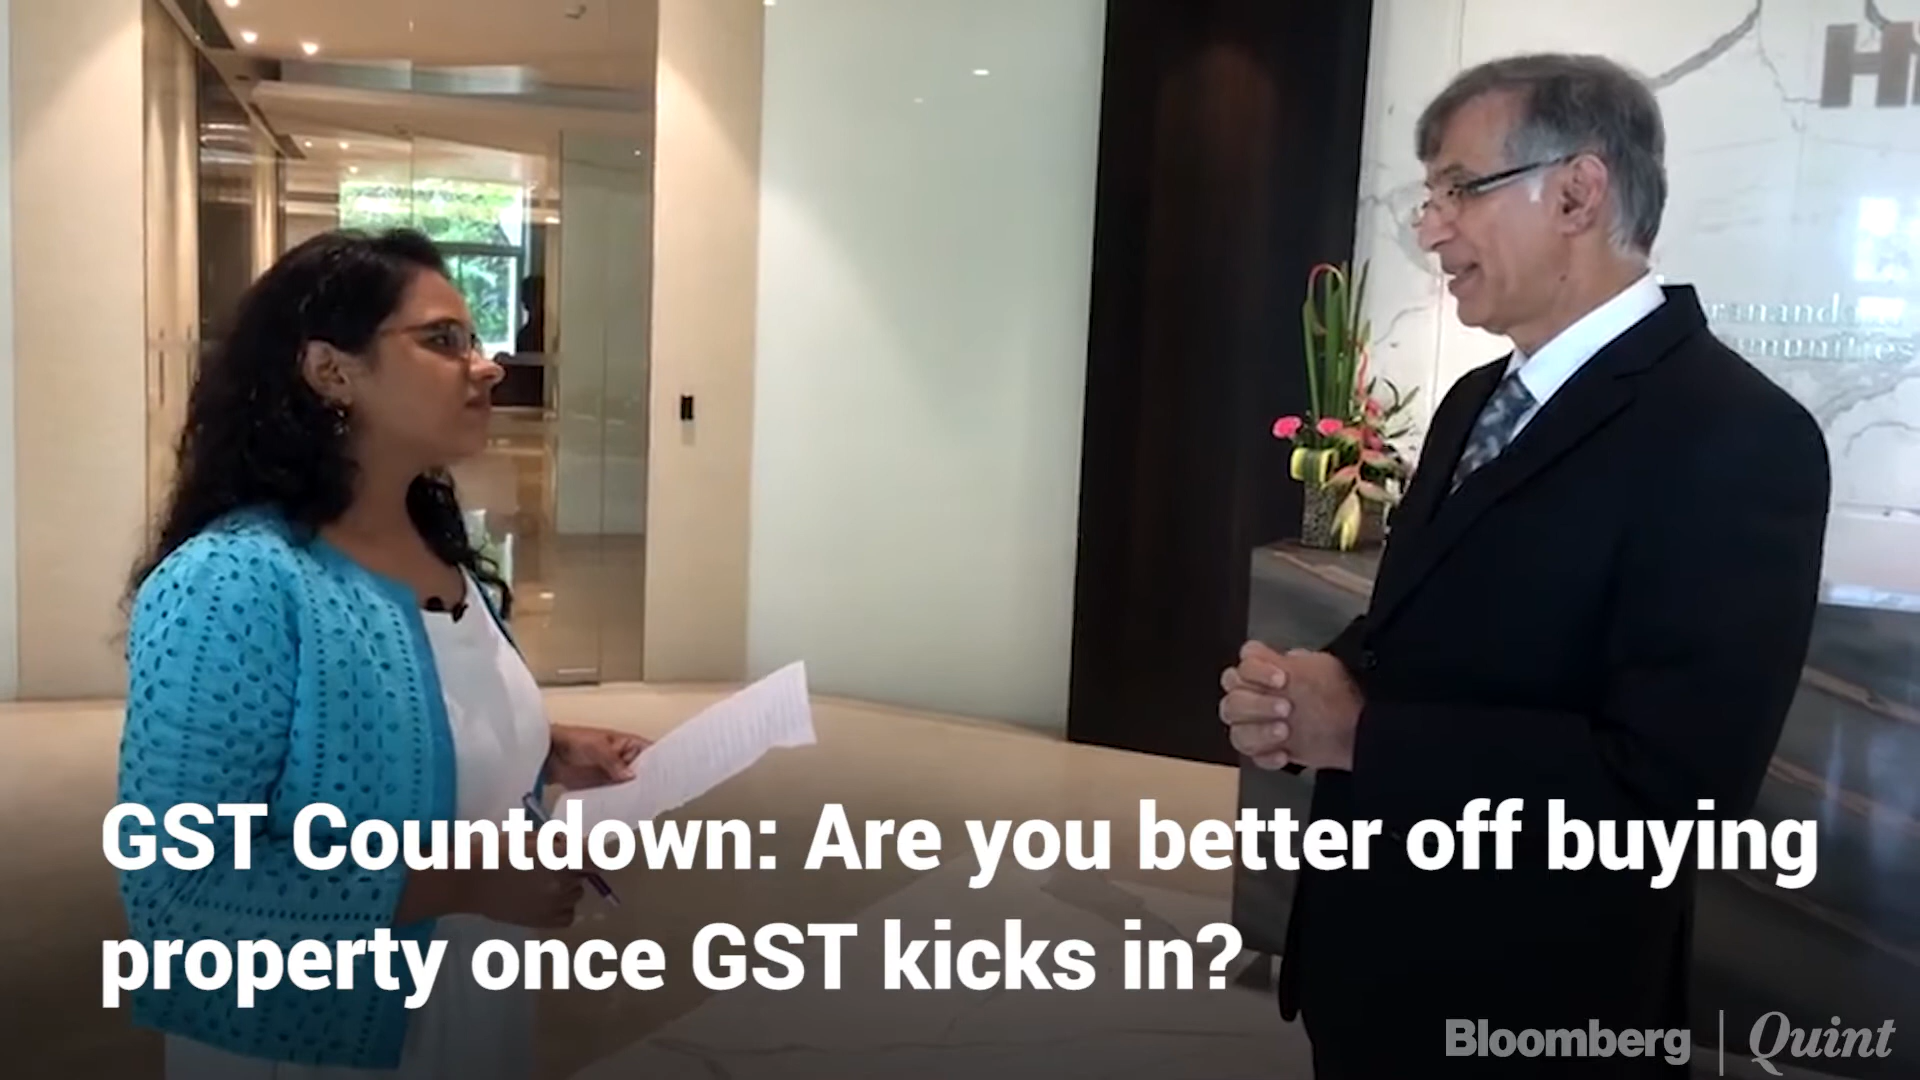 GST Countdown: Are you better off buying
property once GST kicks in?
Bloomberg | Quint